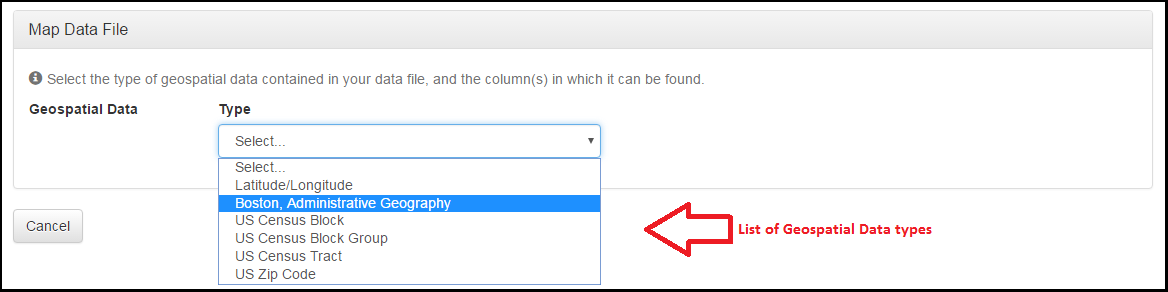 Map Data File
Select the type of geospatial data contained in your data file, and the column(s) in which it can be found.
Geospatial Data Type
Select...
Select...
Latitude/Longitude
Boston, Administrative Geography
US Census Block
US Census Block Group
US Census Tract
US Zip Code
Cancel
List of Geospatial Data types